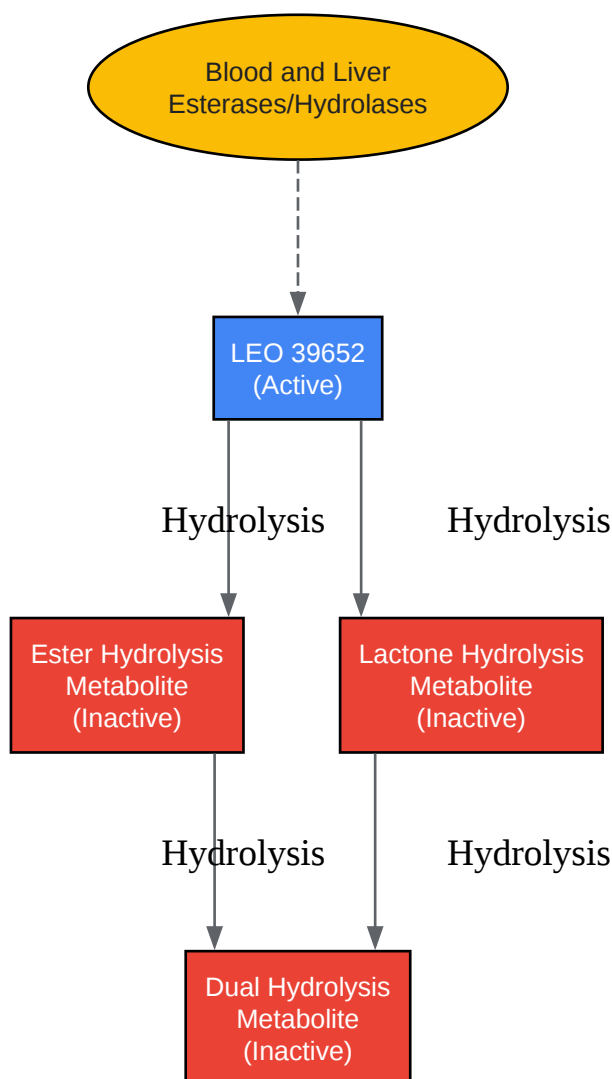 Blood and Liver
Esterases/Hydrolases
LEO 39652
(Active)
Hydrolysis
Hydrolysis
Ester Hydrolysis
Metabolite
(Inactive)
Lactone Hydrolysis
Metabolite
(Inactive)
Hydrolysis
Hydrolysis
Dual Hydrolysis
Metabolite
(Inactive)